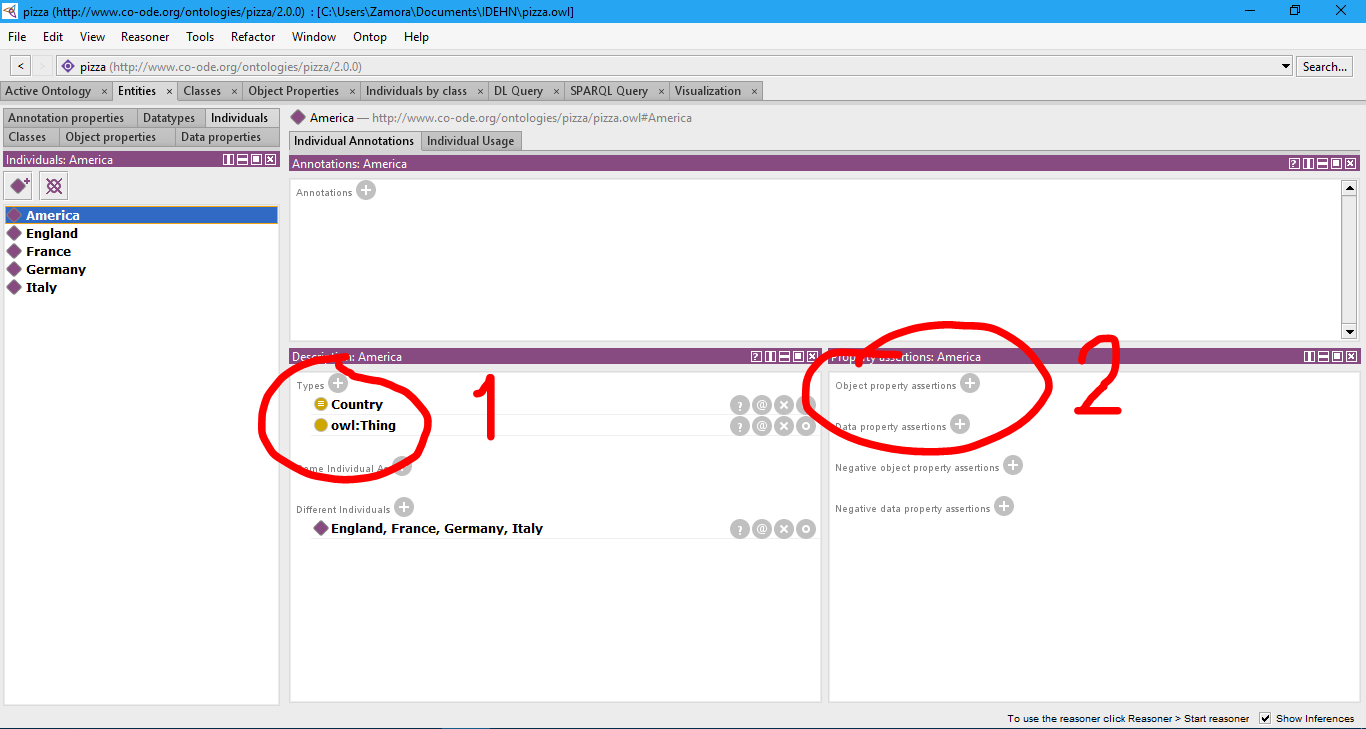 pizza (http://www.co-ode.org/ontologies/pizza/2.0.0) : [C:\Users\Zamora\Documents\IDEHN\pizza.owl]
File Edit View Reasoner Tools Refactor Window Ontop Help
< > pizza (http://www.co-ode.org/ontologies/pizza/2.0.0) Search...
Active Ontology × Entities × Classes × Object Properties × Individuals by class × DL Query × SPARQL Query × Visualization ×
Annotation properties Datatypes Individuals
Classes Object properties Data properties
Individuals: America
America
England
France
Germany
Italy
America — http://www.co-ode.org/ontologies/pizza/pizza.owl#America
Individual Annotations Individual Usage
Annotations: America
Annotations
Description: America
Types
Country
owl:Thing
1
Same Individual As
Different Individuals
England, France, Germany, Italy
Property assertions: America
2
Object property assertions
Data property assertions
Negative object property assertions
Negative data property assertions
To use the reasoner click Reasoner > Start reasoner Show Inferences